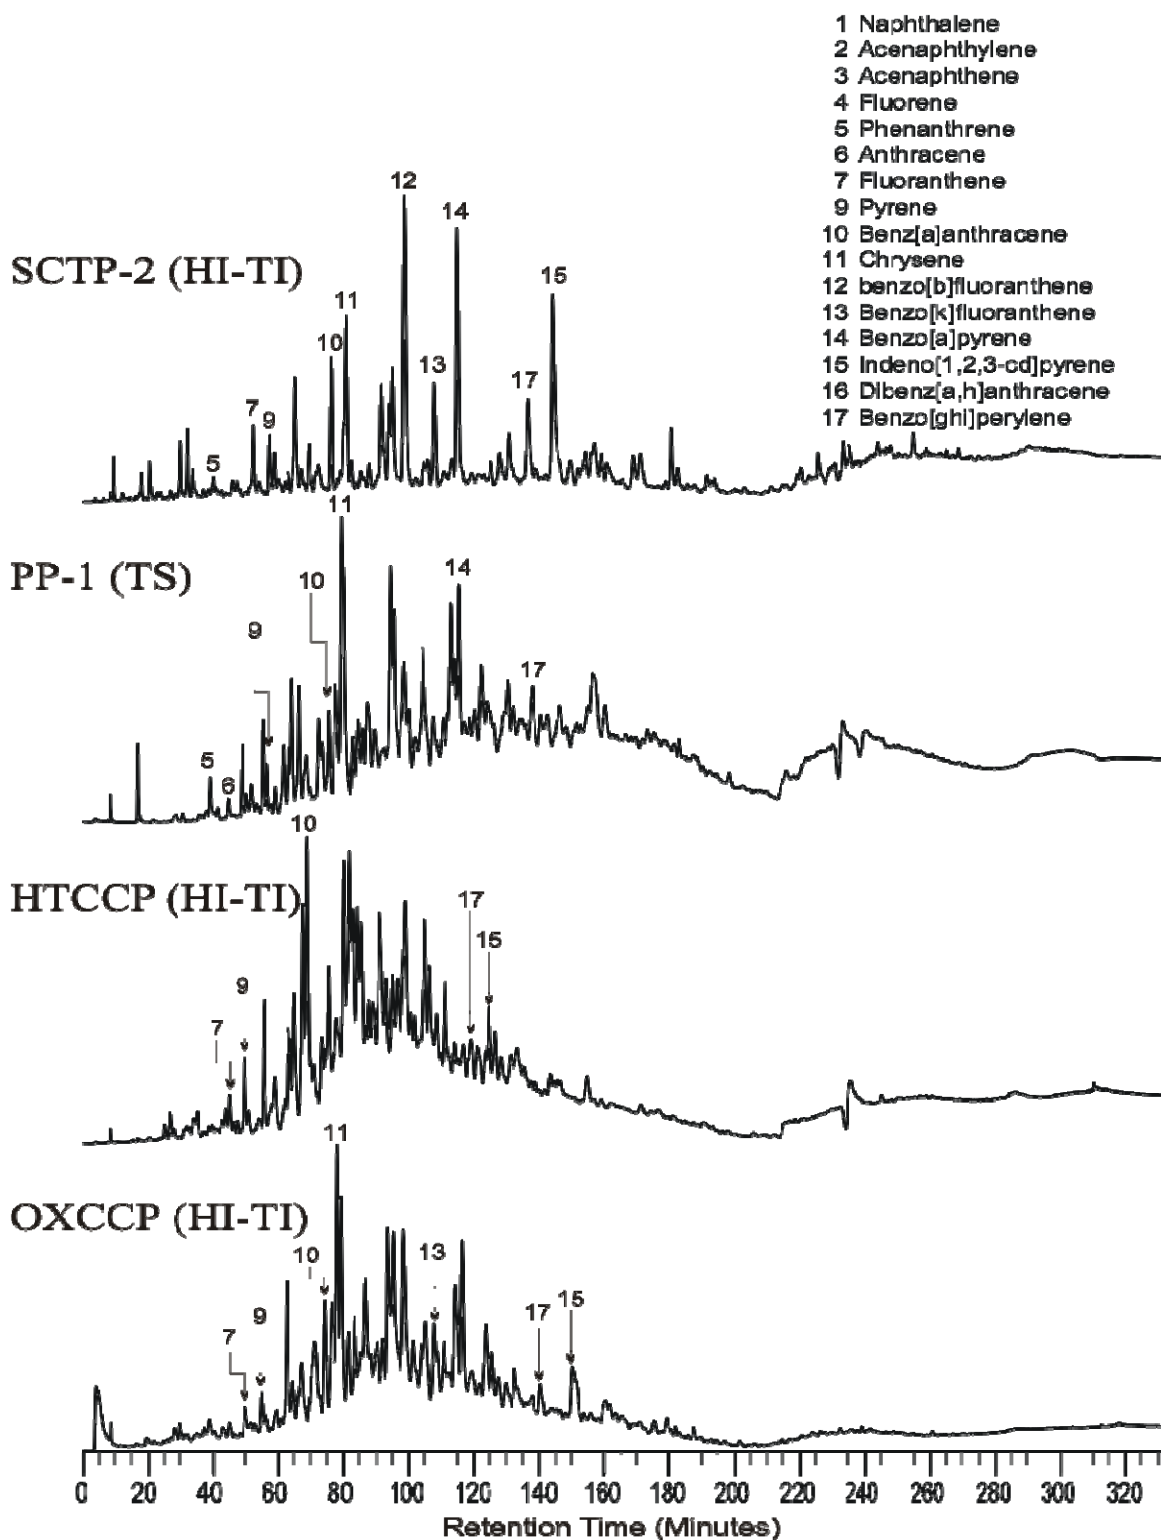 1 Naphthalene
2 Acenaphthylene
3 Acenaphthene
4 Fluorene
5 Phenanthrene
6 Anthracene
7 Fluoranthene
9 Pyrene
10 Benz[a]anthracene
11 Chrysene
12 benzo[b]fluoranthene
13 Benzo[k]fluoranthene
14 Benzo[a]pyrene
15 Indeno[1,2,3-cd]pyrene
16 Dibenz[a,h]anthracene
17 Benzo[ghi]perylene
SCTP-2 (HI-TI)
5 7 9 10 11 12 13 14 17 15
PP-1 (TS)
5 6 9 10 11 14 17
HTCCP (HI-TI)
7 9 10 17 15
OXCCP (HI-TI)
7 9 10 11 13 17 15
0 20 40 60 80 100 120 140 160 180 200 220 240 260 280 300 320
Retention Time (Minutes)